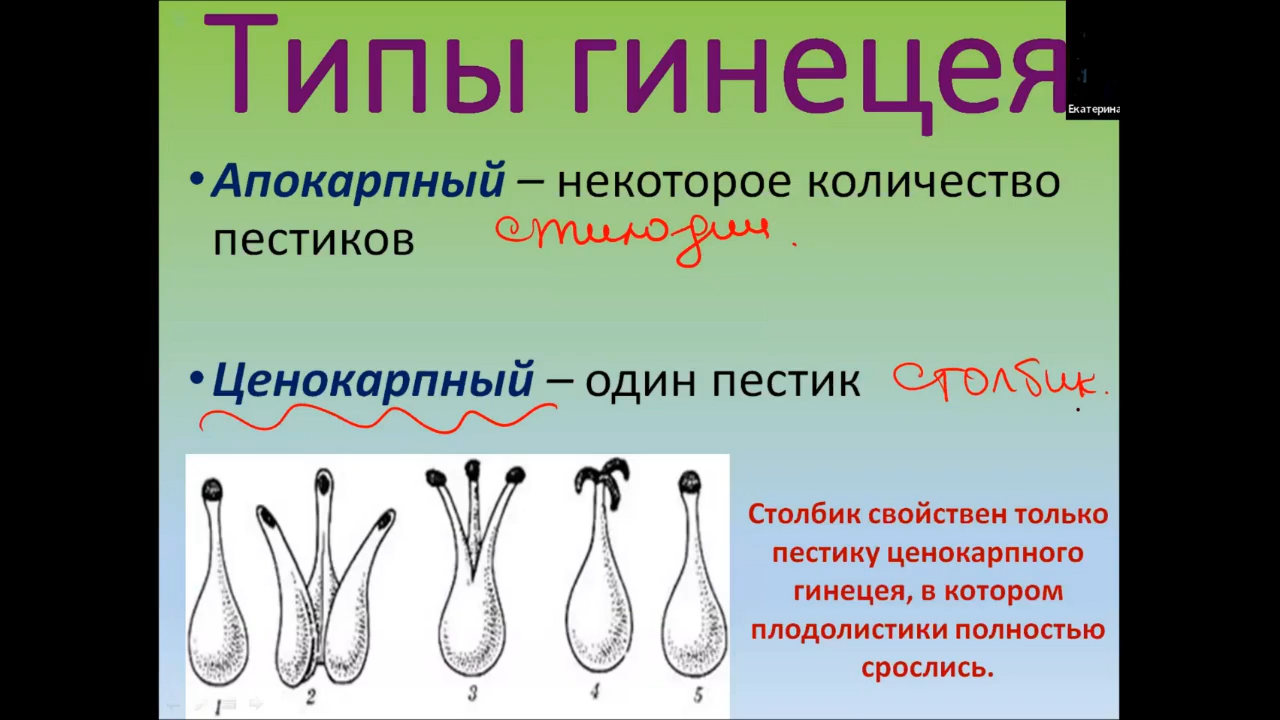 Типы гинецея
Екатерина
• Апокарпный – некоторое количество
пестиков стилодии.
• Ценокарпный – один пестик столбик.
Столбик свойствен только
пестику ценокарпного
гинецея, в котором
плодолистики полностью
срослись.
1 2 3 4 5